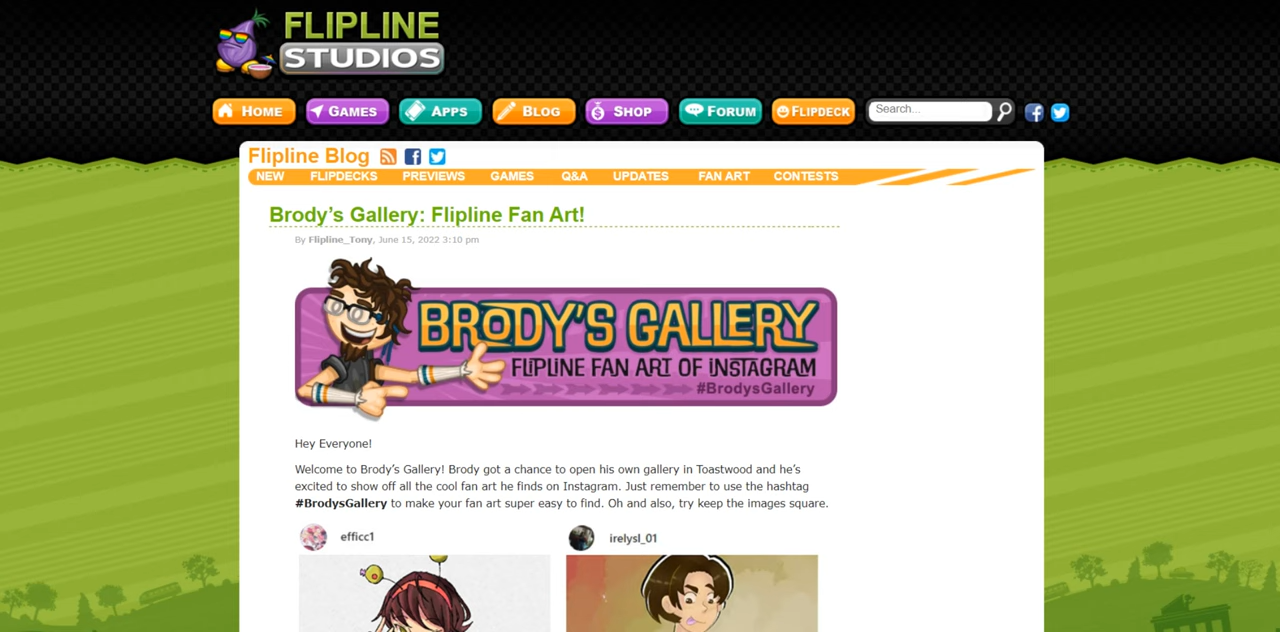 FLIPLINE
STUDIOS
HOME GAMES APPS BLOG SHOP FORUM FLIPDECK Search...
Flipline Blog
NEW FLIPDECKS PREVIEWS GAMES Q&A UPDATES FAN ART CONTESTS
Brody's Gallery: Flipline Fan Art!
By Flipline_Tony, June 15, 2022 3:10 pm
BRODY'S GALLERY
FLIPLINE FAN ART OF INSTAGRAM
#BrodysGallery
Hey Everyone!
Welcome to Brody's Gallery! Brody got a chance to open his own gallery in Toastwood and he's
excited to show off all the cool fan art he finds on Instagram. Just remember to use the hashtag
#BrodysGallery to make your fan art super easy to find. Oh and also, try keep the images square.
efficc1 irelysl_01